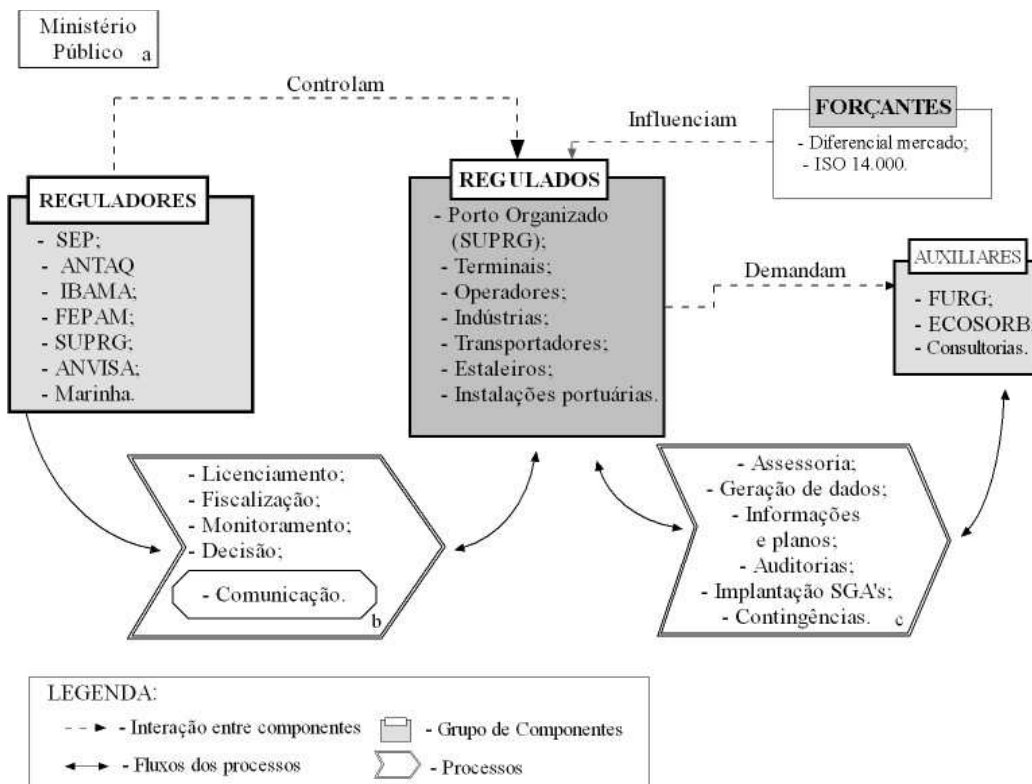 Ministério
Público a
Controlam
Influenciam
FORÇANTES
- Diferencial mercado;
- ISO 14.000.
REGULADORES
- SEP;
- ANTAQ
- IBAMA;
- FEPAM;
- SUPRG;
- ANVISA;
- Marinha.
REGULADOS
- Porto Organizado
(SUPRG);
- Terminais;
- Operadores;
- Indústrias;
- Transportadores;
- Estaleiros;
- Instalações portuárias.
Demandam
AUXILIARES
- FURG;
- ECOSORB
- Consultorias.
- Licenciamento;
- Fiscalização;
- Monitoramento;
- Decisão;
- Comunicação.
b
- Assessoria;
- Geração de dados;
- Informações
e planos;
- Auditorias;
- Implantação SGA's;
- Contingências. c
LEGENDA:
- Interação entre componentes
- Grupo de Componentes
- Fluxos dos processos
- Processos